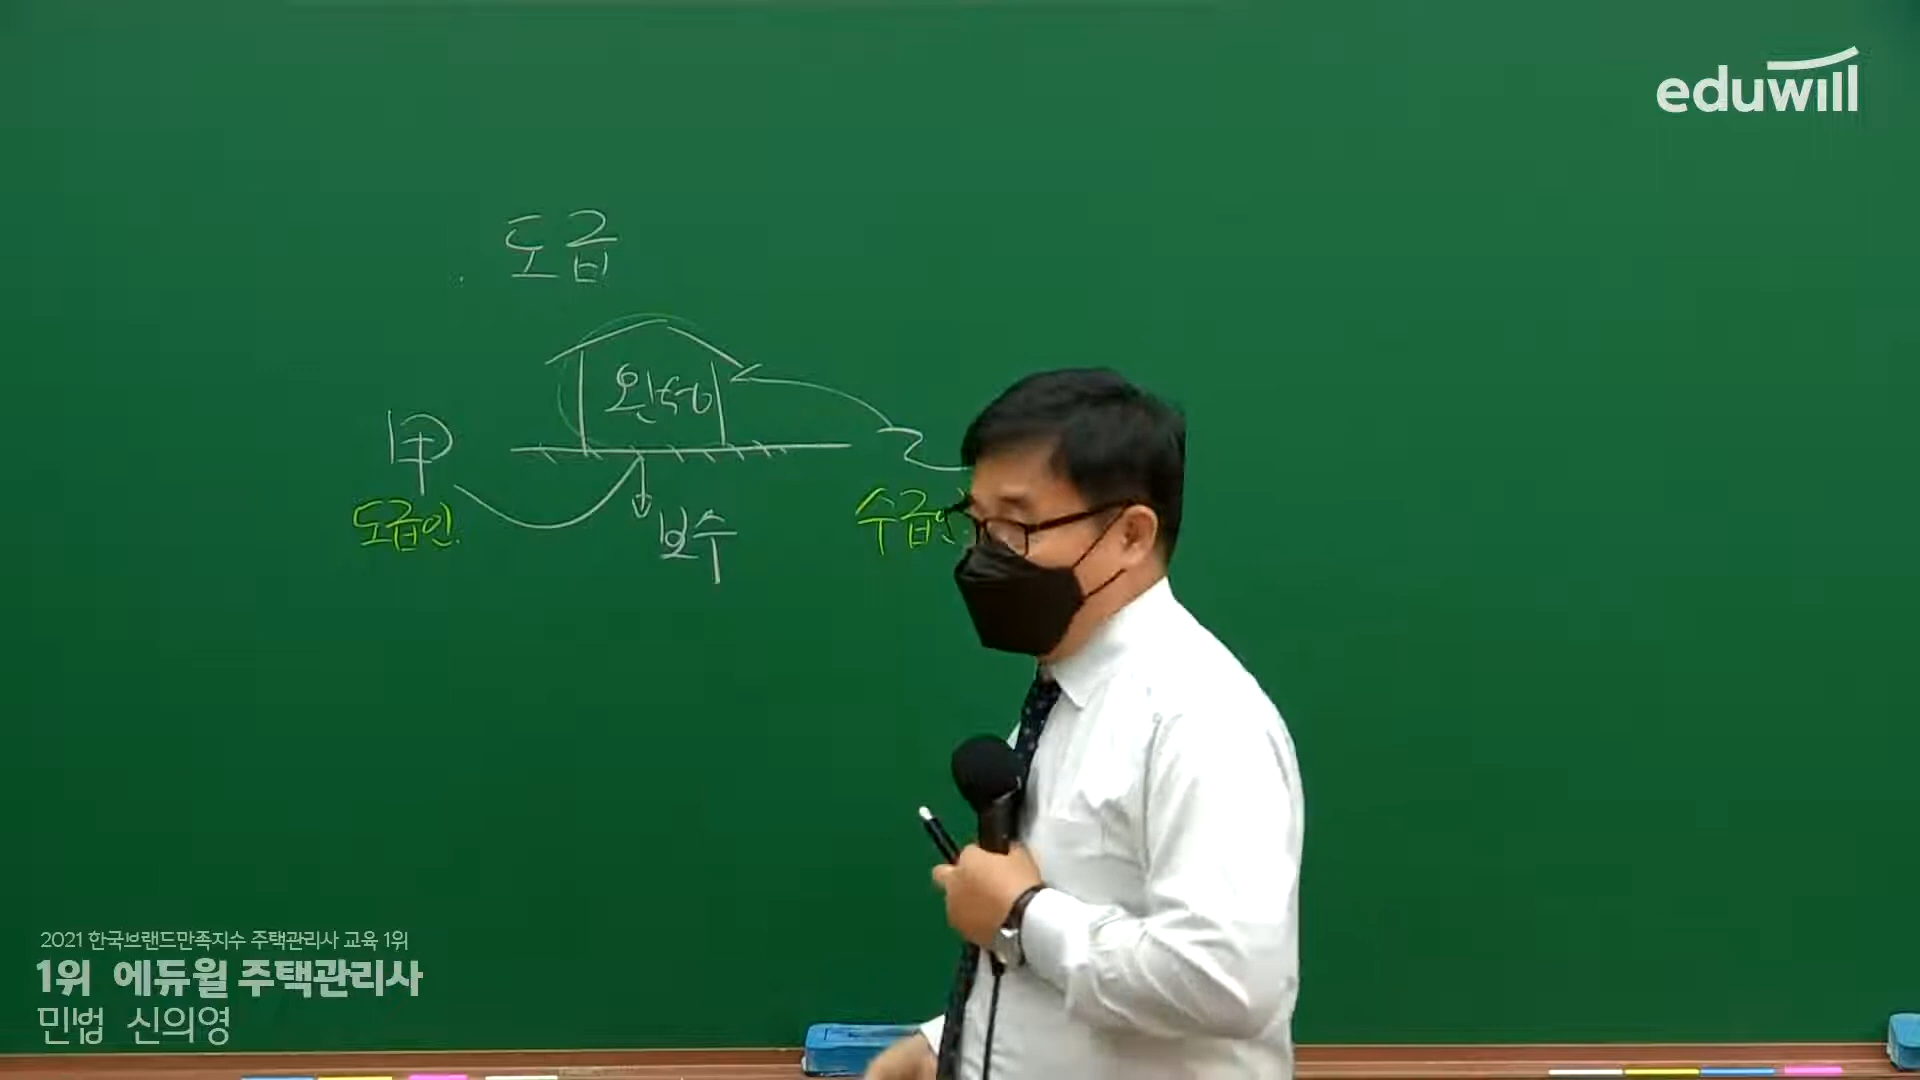 eduwill
도급
완성
甲
乙
도급인.
수급인
보수
2021 한국브랜드만족지수 주택관리사 교육 1위
1위 에듀윌 주택관리사
민법 신의영